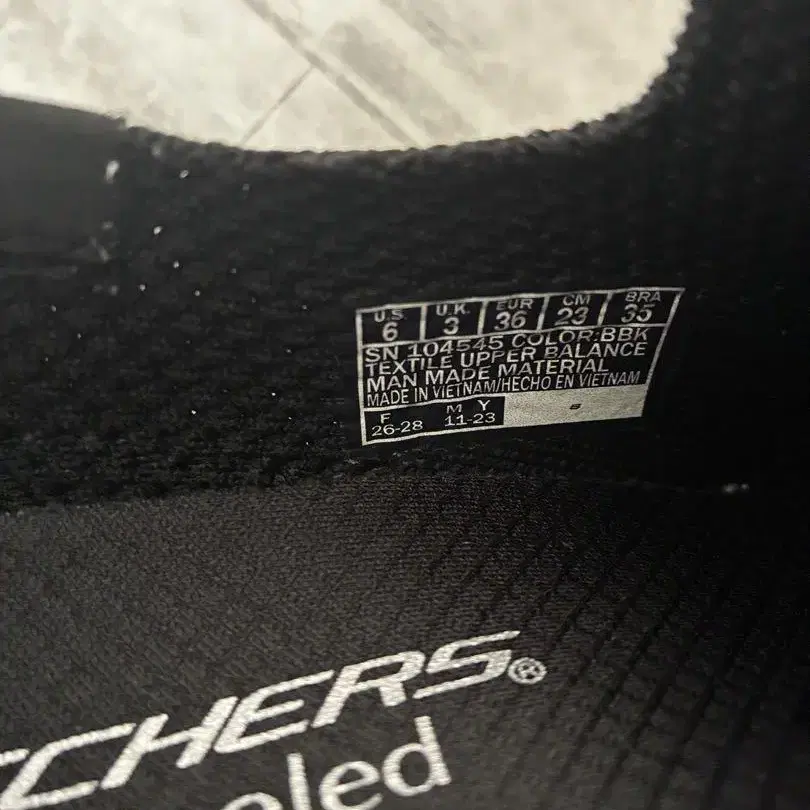 U.S. U.K. EUR CM BRA
6 3 36 23 35
SN 104545 COLOR:BBK
TEXTILE UPPER BALANCE
MAN MADE MATERIAL
MADE IN VIETNAM/HECHO EN VIETNAM
F M Y
26-28 11-23
CHERS®
oled